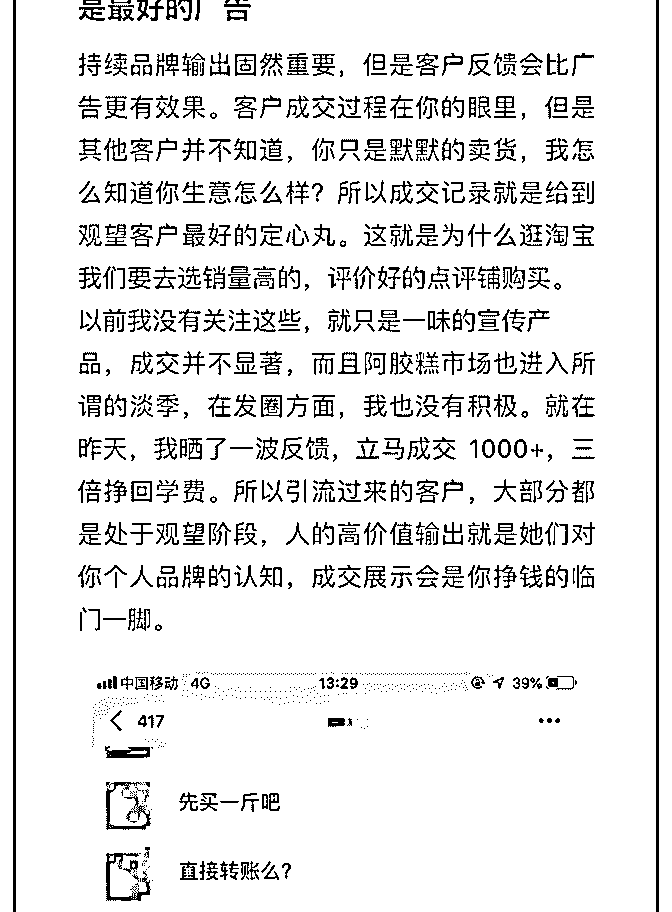 是最好的广告
持续品牌输出固然重要，但是客户反馈会比广
告更有效果。客户成交过程在你的眼里，但是
其他客户并不知道，你只是默默的卖货，我怎
么知道你生意怎么样？所以成交记录就是给到
观望客户最好的定心丸。这就是为什么逛淘宝
我们要去选销量高的，评价好的点评铺购买。
以前我没有关注这些，就只是一味的宣传产
品，成交并不显著，而且阿胶糕市场也进入所
谓的淡季，在发圈方面，我也没有积极。就在
昨天，我晒了一波反馈，立马成交 1000+，三
倍挣回学费。所以引流过来的客户，大部分都
是处于观望阶段，人的高价值输出就是她们对
你个人品牌的认知，成交展示会是你挣钱的临
门一脚。
中国移动 4G 13:29 39%
417
先买一斤吧
直接转账么？